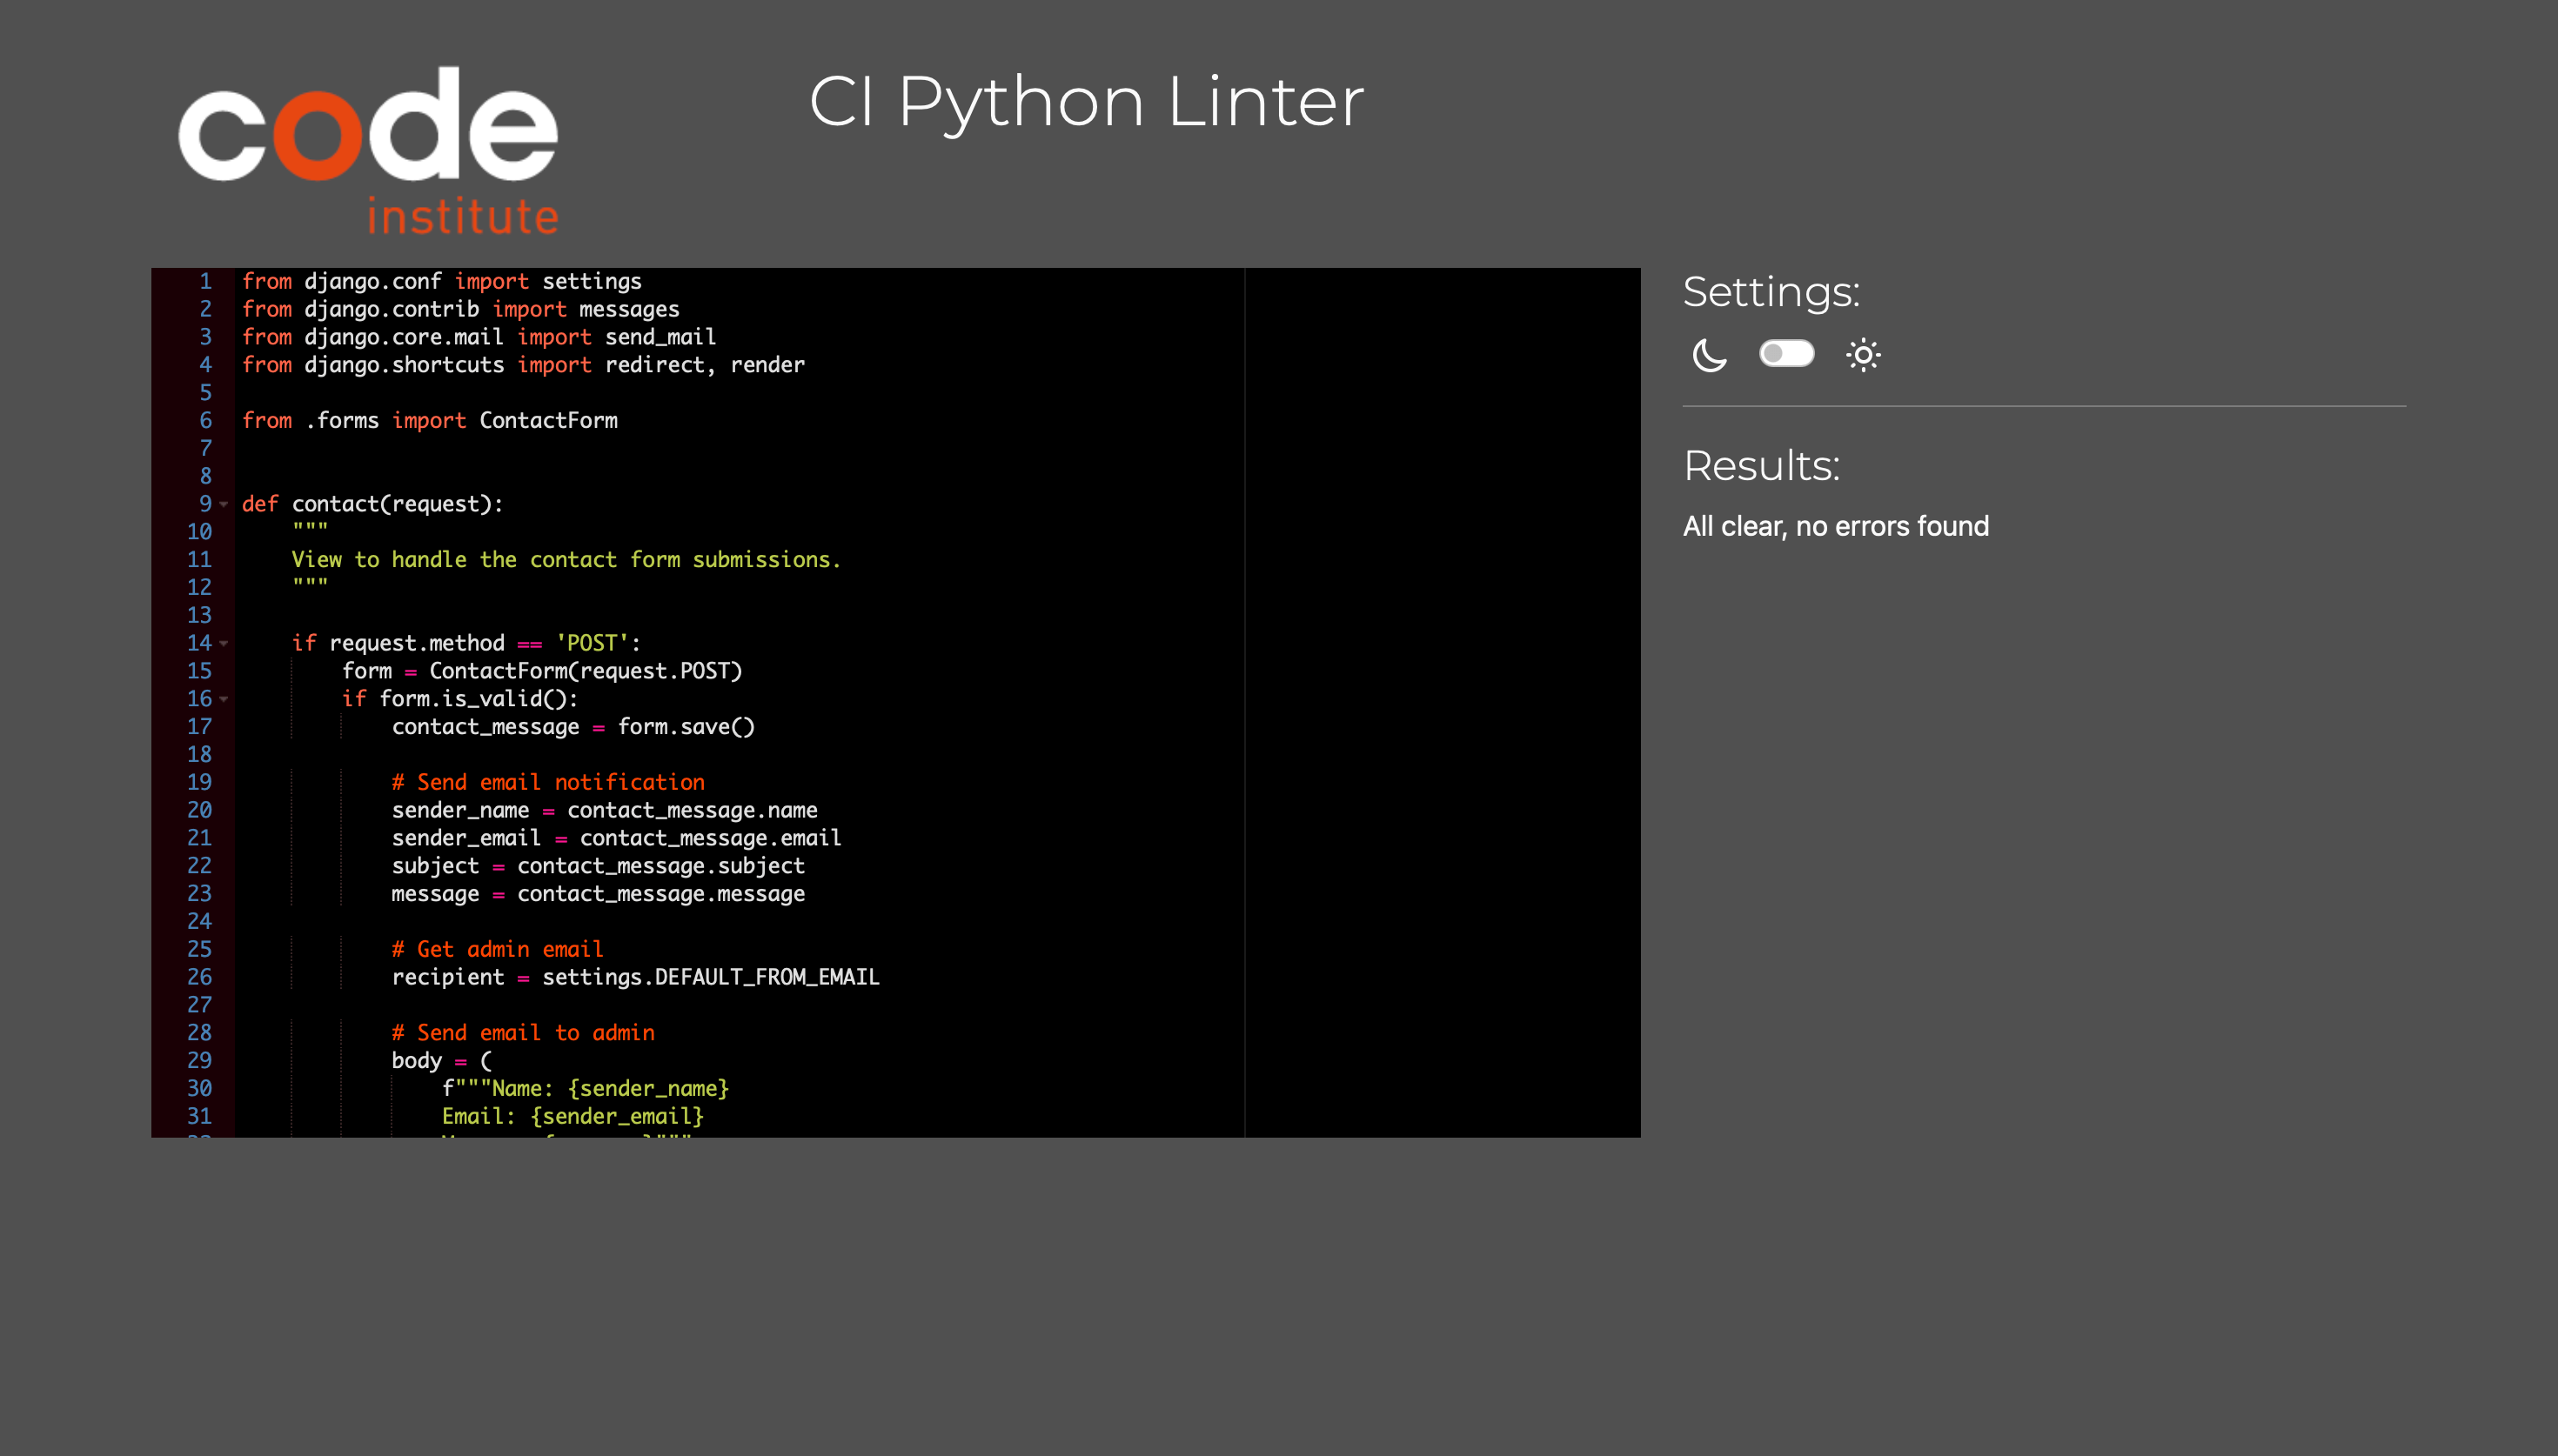 code
institute
CI Python Linter
1 from django.conf import settings
2 from django.contrib import messages
3 from django.core.mail import send_mail
4 from django.shortcuts import redirect, render
5
6 from .forms import ContactForm
7
8
9 def contact(request):
10     """
11     View to handle the contact form submissions.
12     """
13
14     if request.method == 'POST':
15         form = ContactForm(request.POST)
16         if form.is_valid():
17             contact_message = form.save()
18
19             # Send email notification
20             sender_name = contact_message.name
21             sender_email = contact_message.email
22             subject = contact_message.subject
23             message = contact_message.message
24
25             # Get admin email
26             recipient = settings.DEFAULT_FROM_EMAIL
27
28             # Send email to admin
29             body = (
30                 f"""Name: {sender_name}
31                 Email: {sender_email}
Settings:
Results:
All clear, no errors found